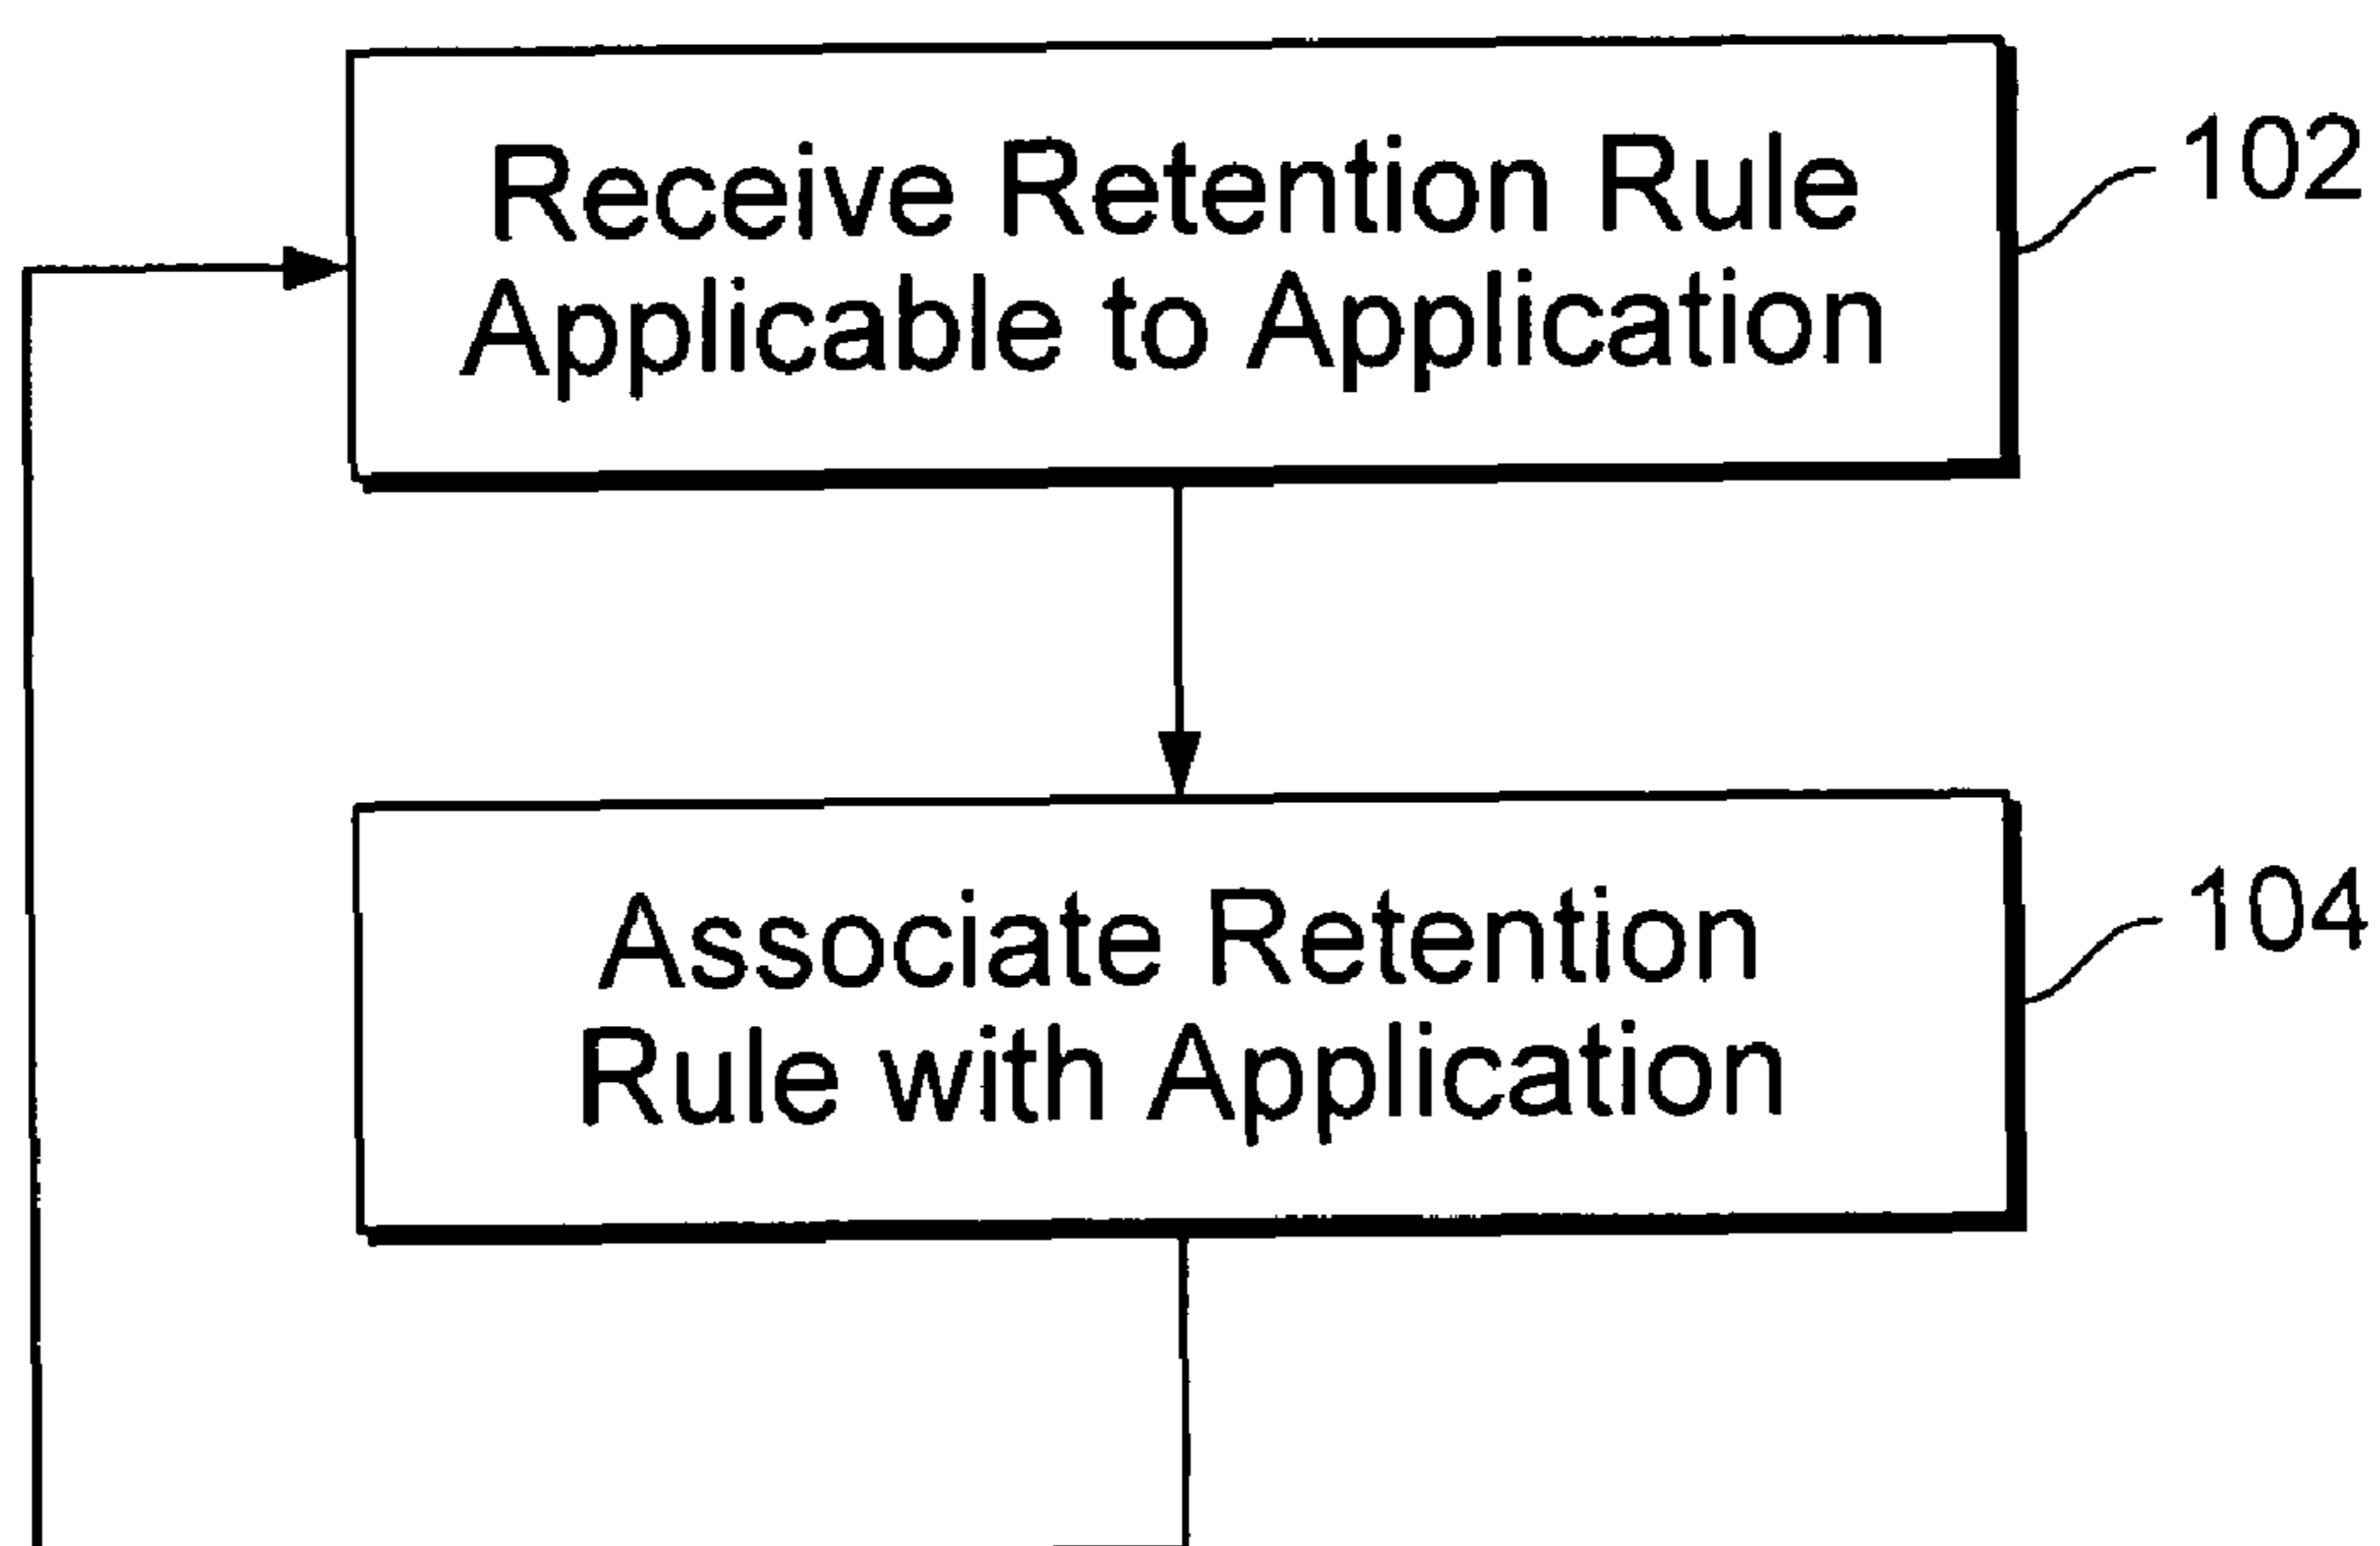 Receive Retention Rule
Applicable to Application
102
Associate Retention
Rule with Application
104